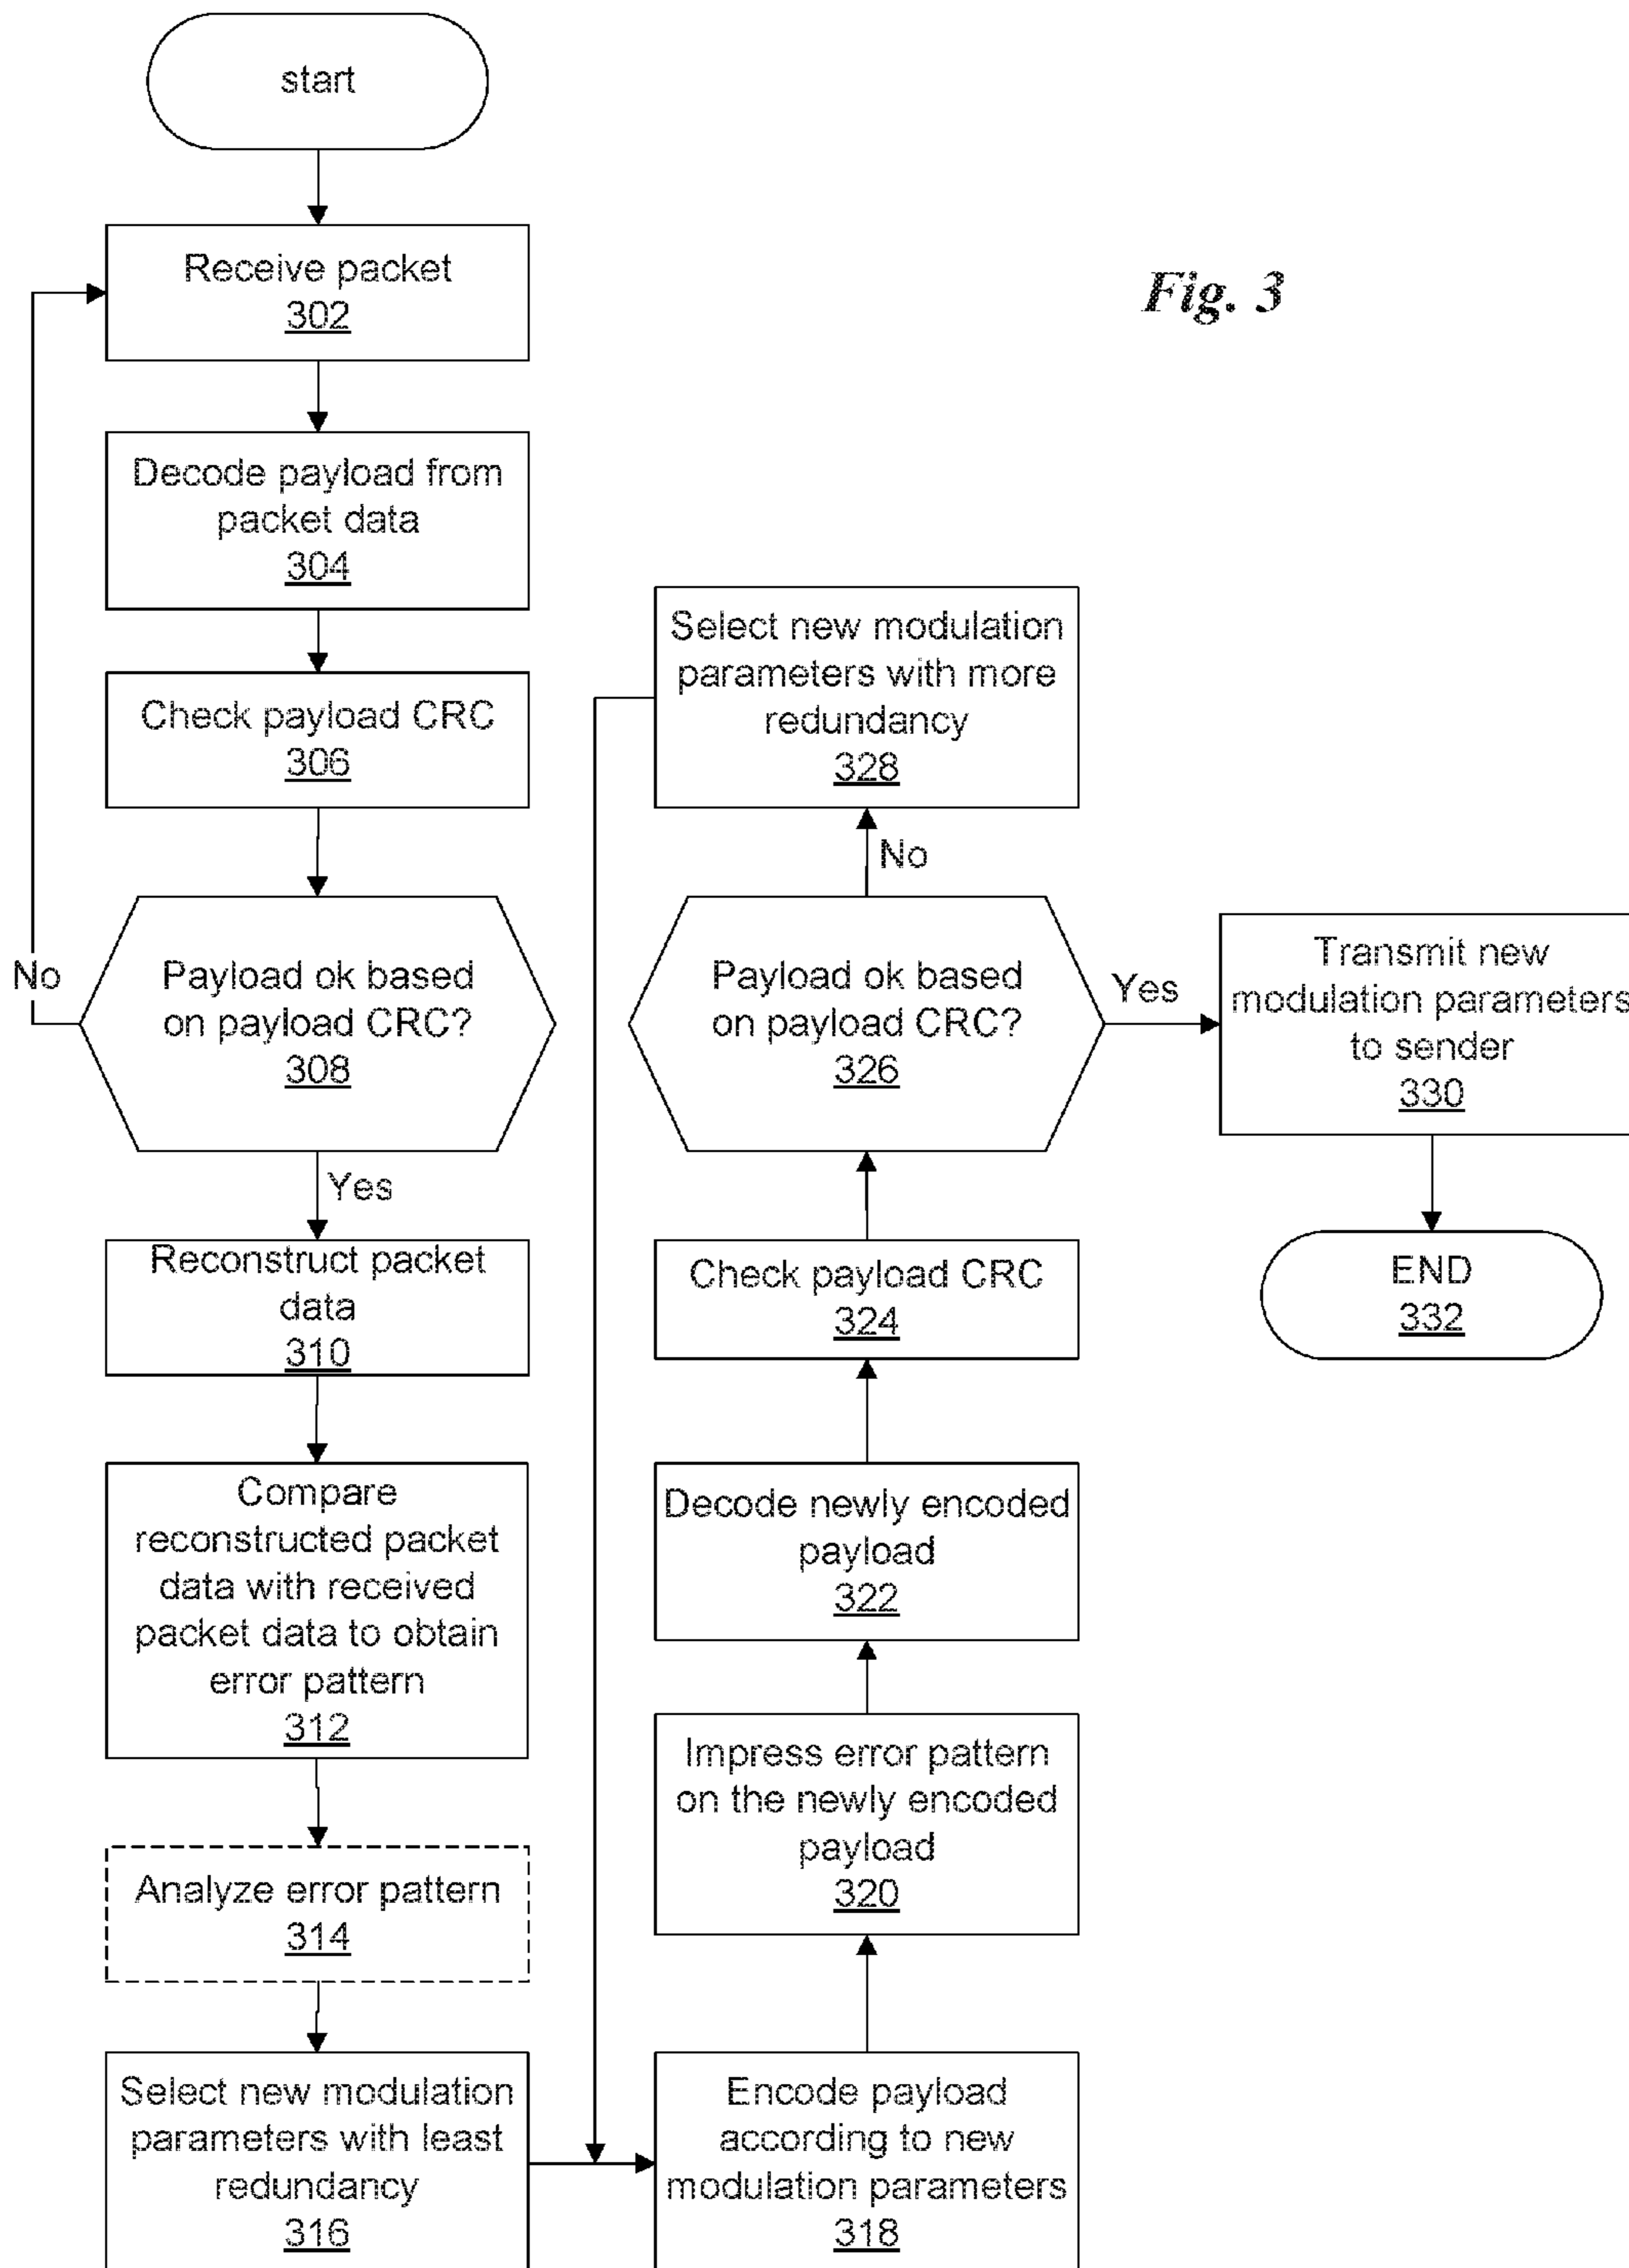 start
Fig. 3
Receive packet
302
Decode payload from
packet data
304
Check payload CRC
306
No
Payload ok based
on payload CRC?
308
Yes
Reconstruct packet
data
310
Compare
reconstructed packet
data with received
packet data to obtain
error pattern
312
Analyze error pattern
314
Select new modulation
parameters with least
redundancy
316
Encode payload
according to new
modulation parameters
318
Impress error pattern
on the newly encoded
payload
320
Decode newly encoded
payload
322
Check payload CRC
324
Payload ok based
on payload CRC?
326
No
Select new modulation
parameters with more
redundancy
328
Yes
Transmit new
modulation parameters
to sender
330
END
332